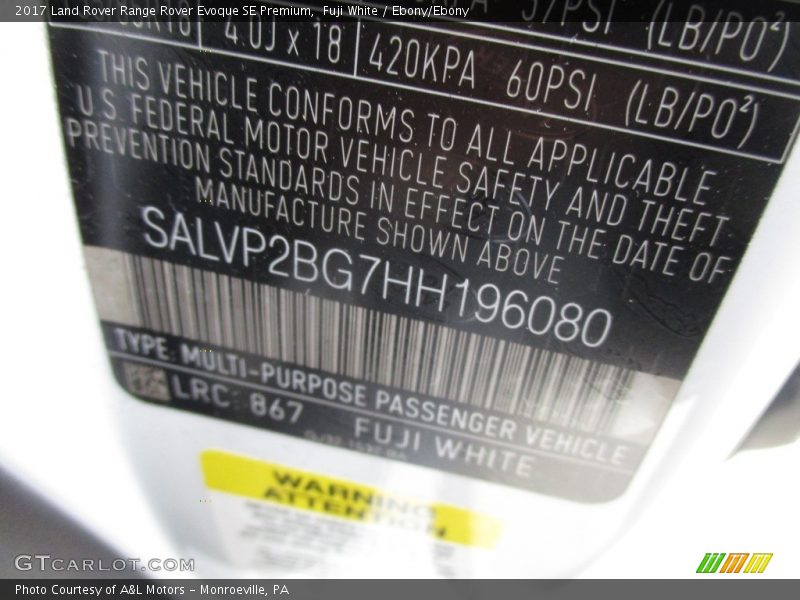 2017 Land Rover Range Rover Evoque SE Premium, Fuji White / Ebony/Ebony
37PSI (LB/PO²)
4.0J x 18 420KPA 60PSI (LB/PO²)
THIS VEHICLE CONFORMS TO ALL APPLICABLE
U.S. FEDERAL MOTOR VEHICLE SAFETY AND THEFT
PREVENTION STANDARDS IN EFFECT ON THE DATE OF
MANUFACTURE SHOWN ABOVE
SALVP2BG7HH196080
TYPE: MULTI-PURPOSE PASSENGER VEHICLE
LRC: 867 FUJI WHITE
WARNING
ATTENTION
GTCARLOT.COM
Photo Courtesy of A&L Motors - Monroeville, PA